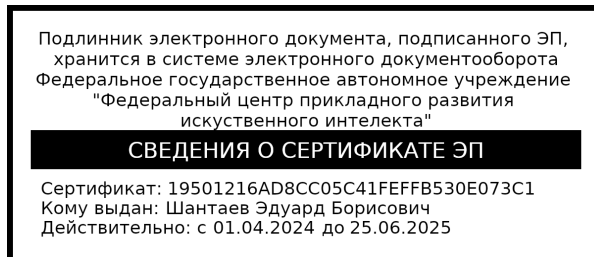 Подлинник электронного документа, подписанного ЭП,
хранится в системе электронного документооборота
Федеральное государственное автономное учреждение
"Федеральный центр прикладного развития
искуственного интелекта"
СВЕДЕНИЯ О СЕРТИФИКАТЕ ЭП
Сертификат: 19501216AD8CC05C41FEFFB530E073C1
Кому выдан: Шантаев Эдуард Борисович
Действительно: с 01.04.2024 до 25.06.2025